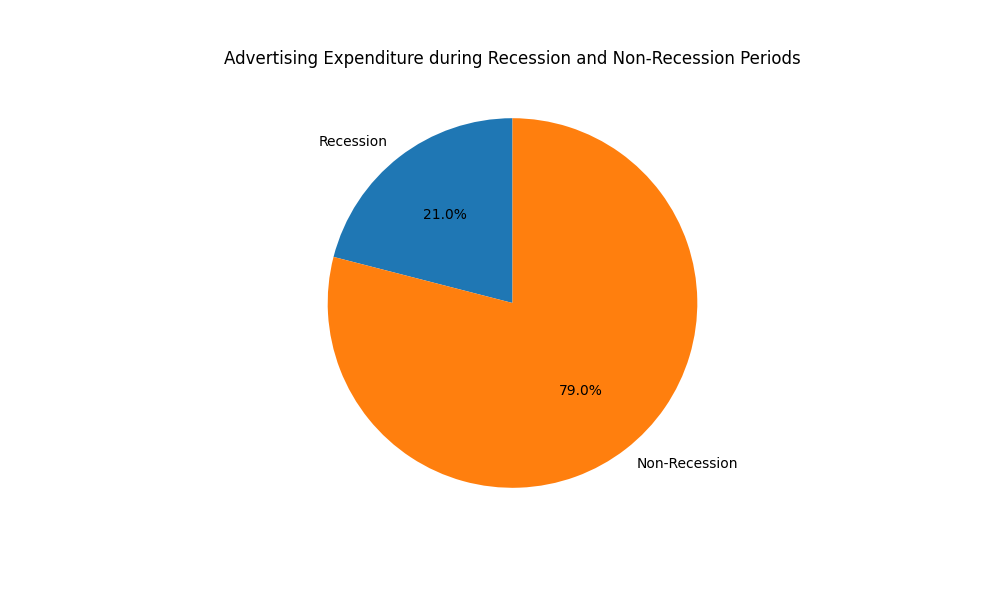 Advertising Expenditure during Recession and Non-Recession Periods
Recession
21.0%
79.0%
Non-Recession